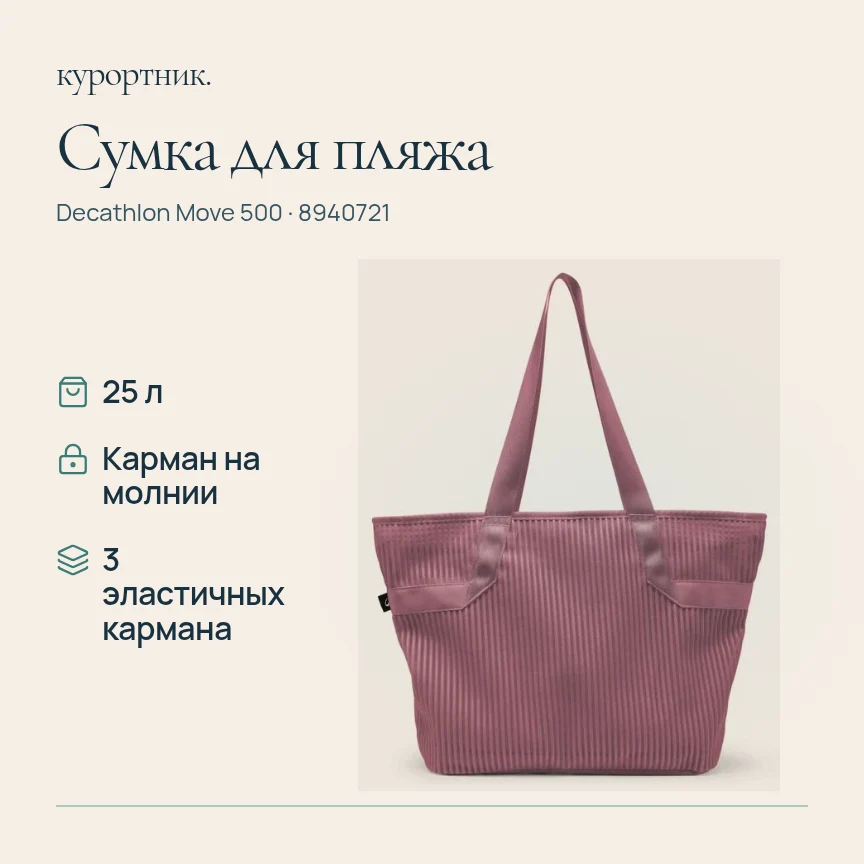 курортник.
Сумка для пляжа
Decathlon Move 500 · 8940721
25 л
Карман на
молнии
3
эластичных
кармана